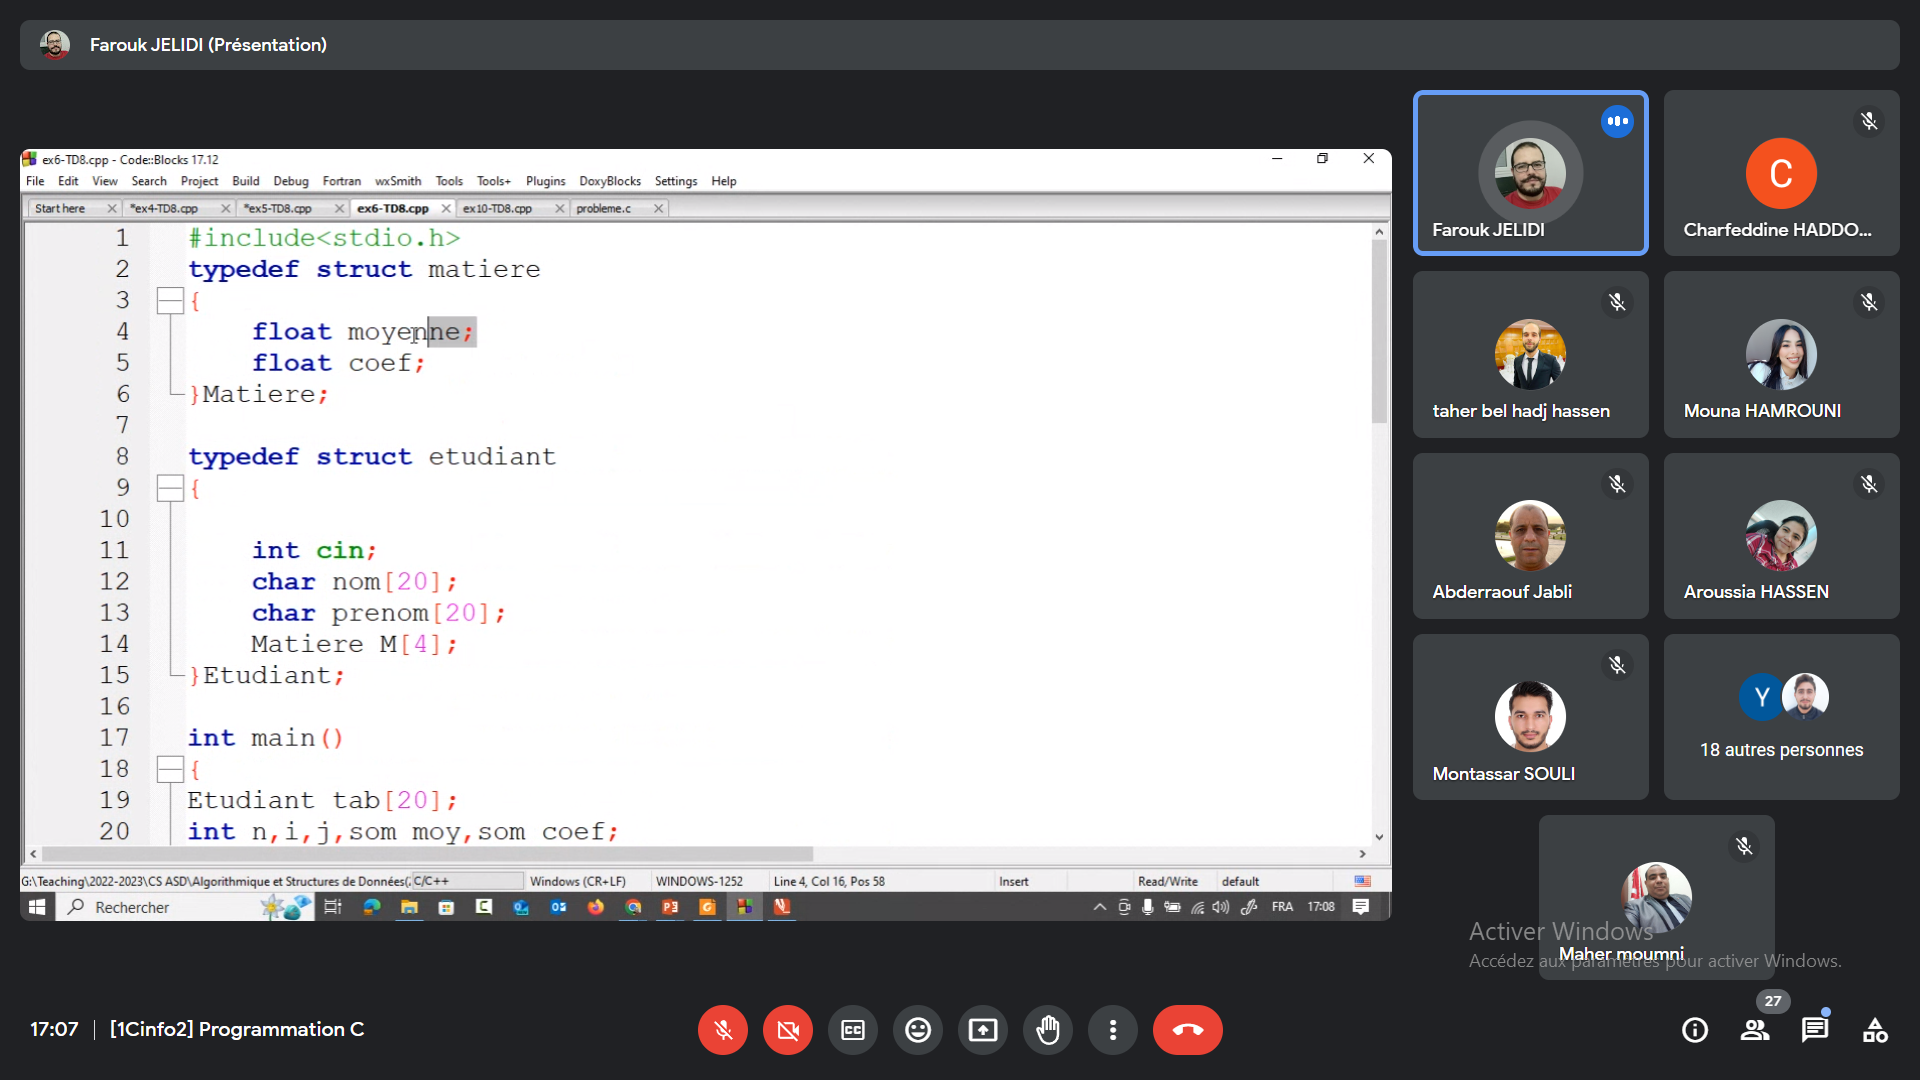 Farouk JELIDI (Présentation)
ex6-TD8.cpp - Code::Blocks 17.12
File Edit View Search Project Build Debug Fortran wxSmith Tools Tools+ Plugins DoxyBlocks Settings Help
Start here *ex4-TD8.cpp *ex5-TD8.cpp ex6-TD8.cpp ex10-TD8.cpp probleme.c
1 #include<stdio.h>
2 typedef struct matiere
3 {
4 float moyenne;
5 float coef;
6 }Matiere;
7
8 typedef struct etudiant
9 {
10
11 int cin;
12 char nom[20];
13 char prenom[20];
14 Matiere M[4];
15 }Etudiant;
16
17 int main()
18 {
19 Etudiant tab[20];
20 int n,i,j,som moy,som coef;
G:\Teaching\2022-2023\CS ASD\Algorithmique et Structures de Données(. C/C++ Windows (CR+LF) WINDOWS-1252 Line 4, Col 16, Pos 58 Insert Read/Write default
Rechercher FRA 17:08
Farouk JELIDI
C
Charfeddine HADDO...
taher bel hadj hassen
Mouna HAMROUNI
Abderraouf Jabli
Aroussia HASSEN
Montassar SOULI
Y
18 autres personnes
Maher moumni
Activer Windows
Accédez aux paramètres pour activer Windows.
17:07 [1Cinfo2] Programmation C
27